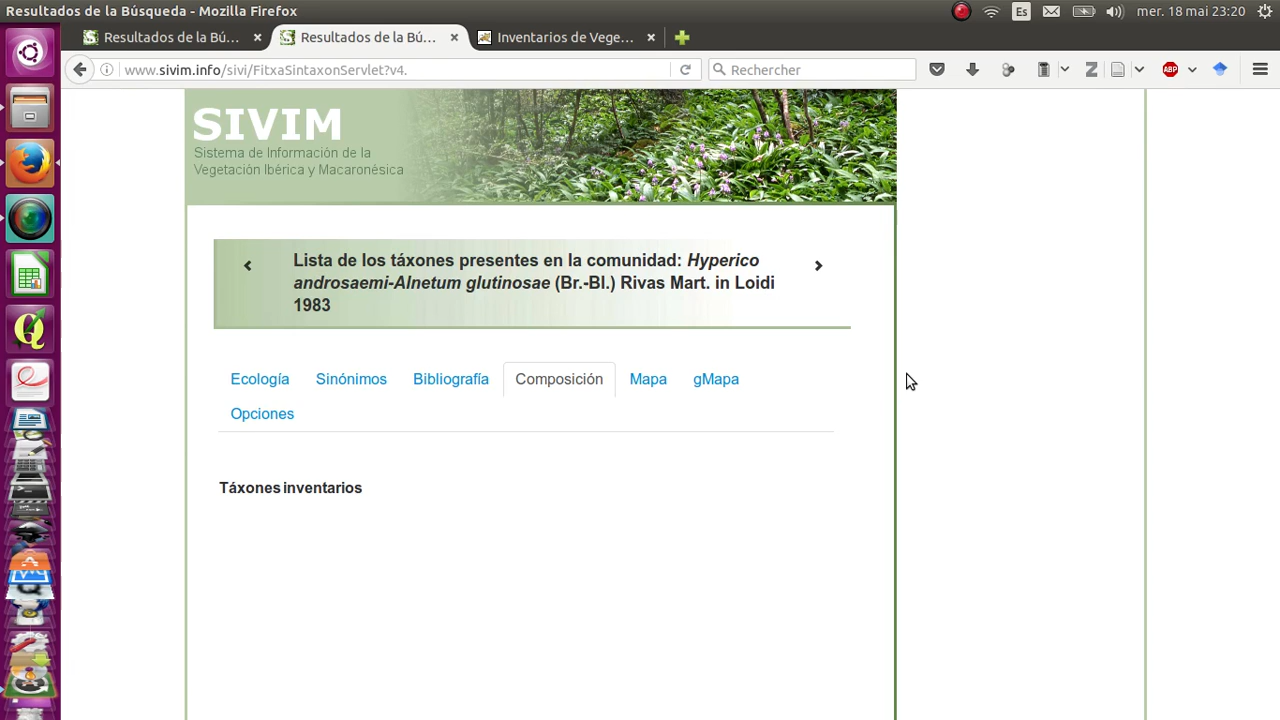 Resultados de la Búsqueda - Mozilla Firefox
Es
mer. 18 mai 23:20
Resultados de la Bú...
Resultados de la Bú...
Inventarios de Vege...
www.sivim.info/sivi/FitxaSintaxonServlet?v4.
Rechercher
ABP
SIVIM
Sistema de Información de la
Vegetación Ibérica y Macaronésica
Lista de los táxones presentes en la comunidad: Hyperico
androsaemi-Alnetum glutinosae (Br.-Bl.) Rivas Mart. in Loidi
1983
Ecología
Sinónimos
Bibliografía
Composición
Mapa
gMapa
Opciones
Táxones inventarios